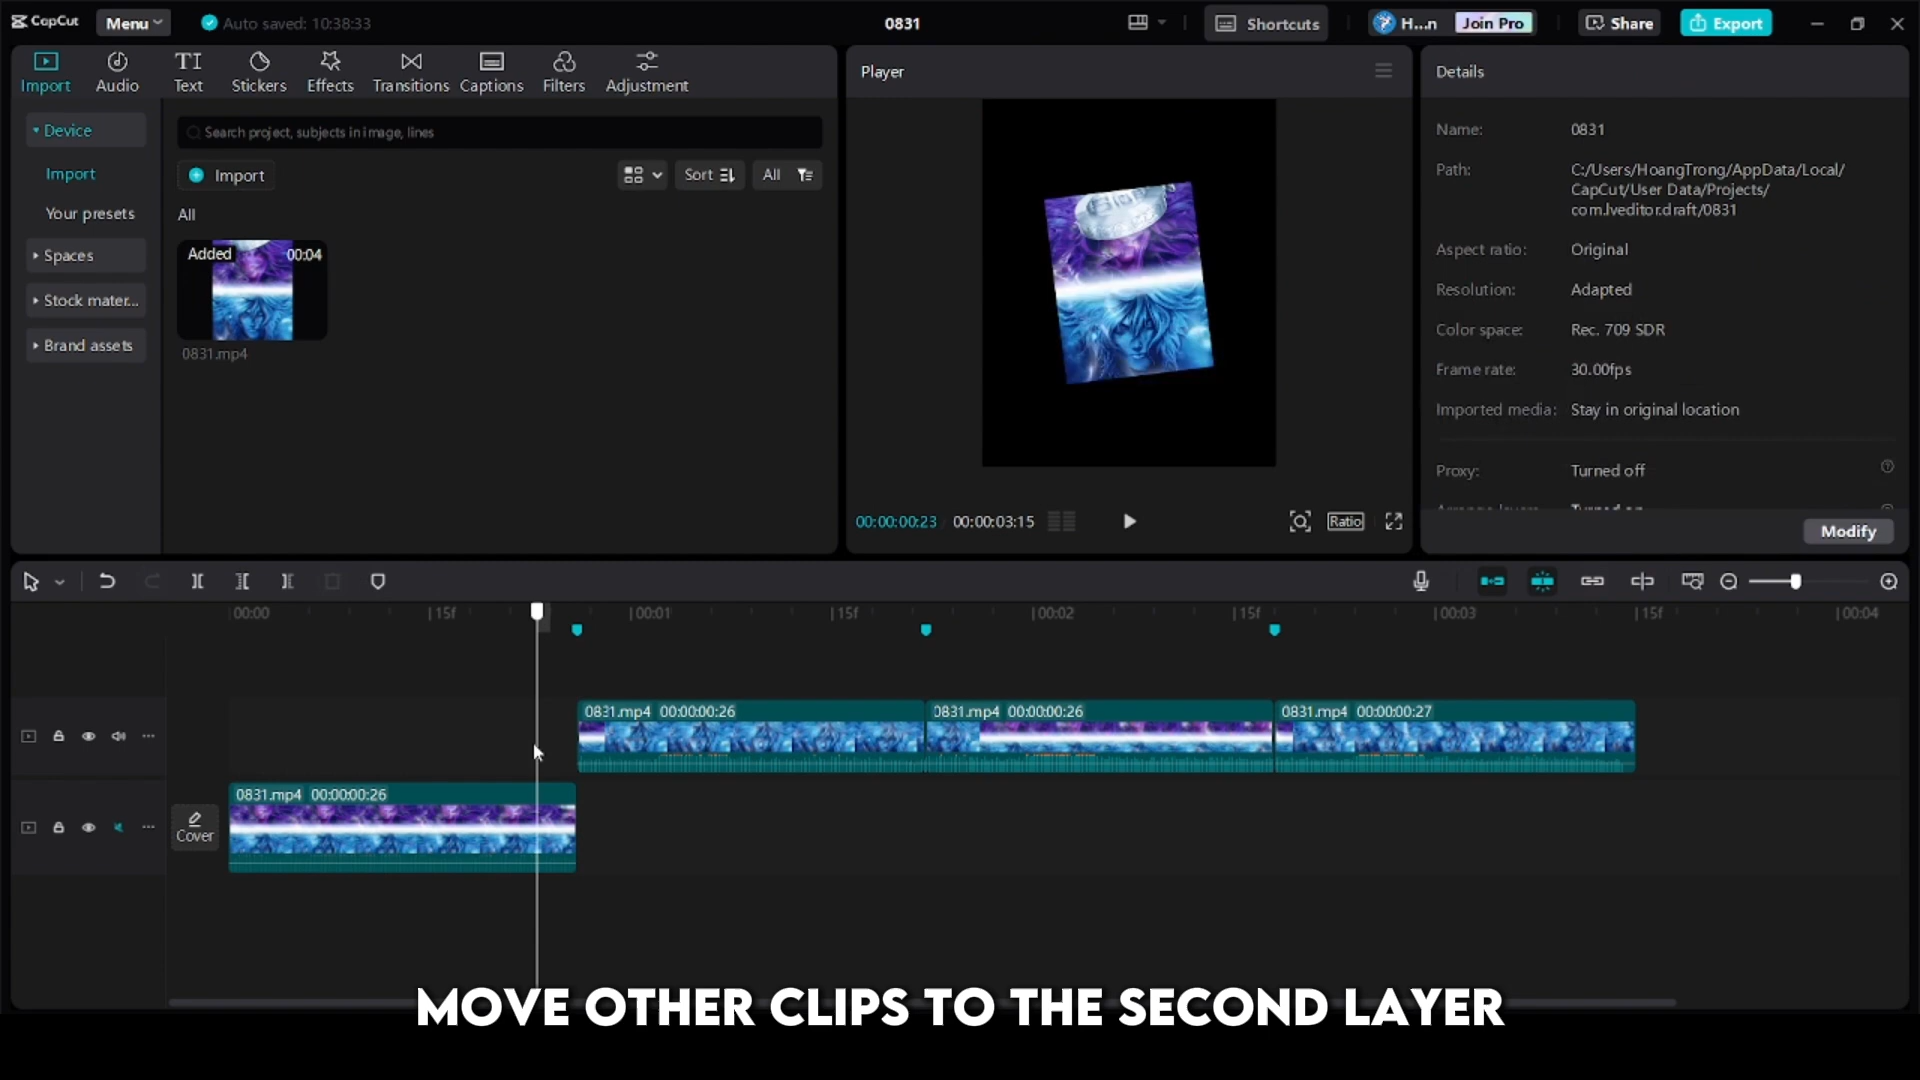 CapCut
Menu
Auto saved: 10:38:33
0831
Shortcuts
H...n
Join Pro
Share
Export
Import
Audio
TI
Text
Stickers
Effects
Transitions
Captions
Filters
Adjustment
Device
Import
Your presets
Spaces
Stock mater...
Brand assets
Search project, subjects in image, lines
Import
Sort
All
All
Added
00:04
0831.mp4
Player
00:00:00:23
00:00:03:15
Ratio
Details
Name: 0831
Path: C:/Users/HoangTrong/AppData/Local/
CapCut/User Data/Projects/
com.lveditor.draft/0831
Aspect ratio: Original
Resolution: Adapted
Color space: Rec. 709 SDR
Frame rate: 30.00fps
Imported media: Stay in original location
Proxy: Turned off
Modify
00:00
15f
00:01
15f
00:02
15f
00:03
15f
00:04
0831.mp4 00:00:00:26
0831.mp4 00:00:00:26
0831.mp4 00:00:00:27
Cover
0831.mp4 00:00:00:26
MOVE OTHER CLIPS TO THE SECOND LAYER